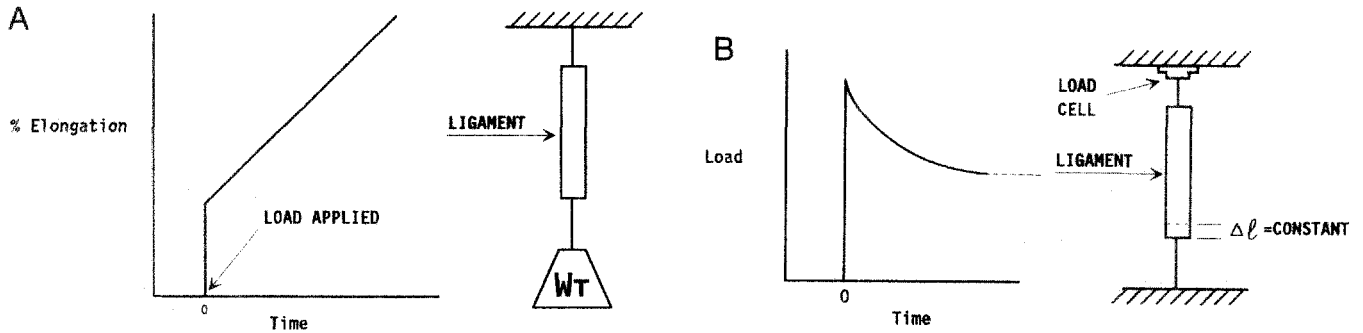 A
% Elongation
LOAD APPLIED
0
Time
LIGAMENT
WT
B
Load
0
Time
LOAD
CELL
LIGAMENT
Δℓ =CONSTANT